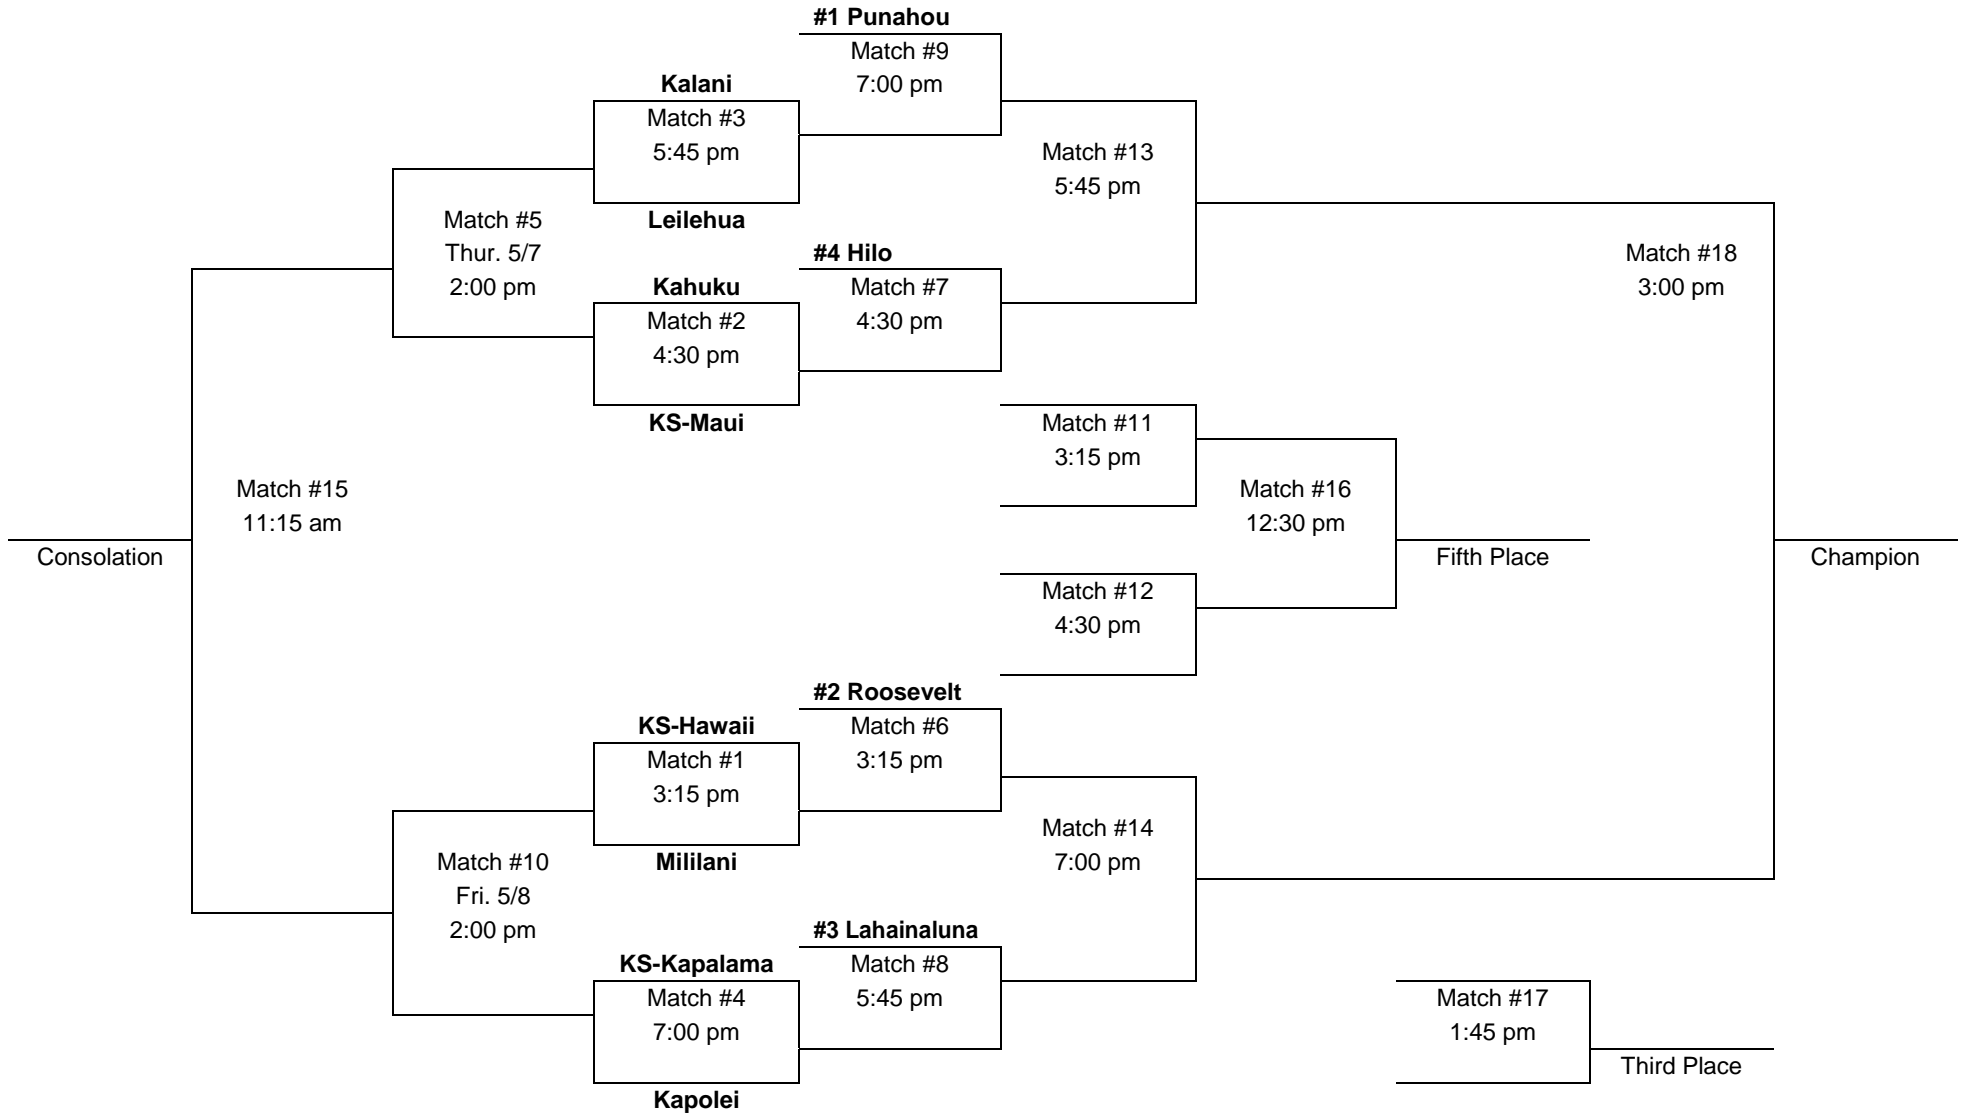 #1 Punahou
Match #9
7:00 pm
Kalani
Match #3
5:45 pm
Leilehua
Match #13
5:45 pm
Match #5
Thur. 5/7
2:00 pm
#4 Hilo
Match #7
4:30 pm
Kahuku
Match #2
4:30 pm
KS-Maui
Match #18
3:00 pm
Match #11
3:15 pm
Match #15
11:15 am
Match #16
12:30 pm
Consolation
Fifth Place
Champion
Match #12
4:30 pm
#2 Roosevelt
Match #6
3:15 pm
KS-Hawaii
Match #1
3:15 pm
Mililani
Match #14
7:00 pm
Match #10
Fri. 5/8
2:00 pm
#3 Lahainaluna
Match #8
5:45 pm
KS-Kapalama
Match #4
7:00 pm
Kapolei
Match #17
1:45 pm
Third Place